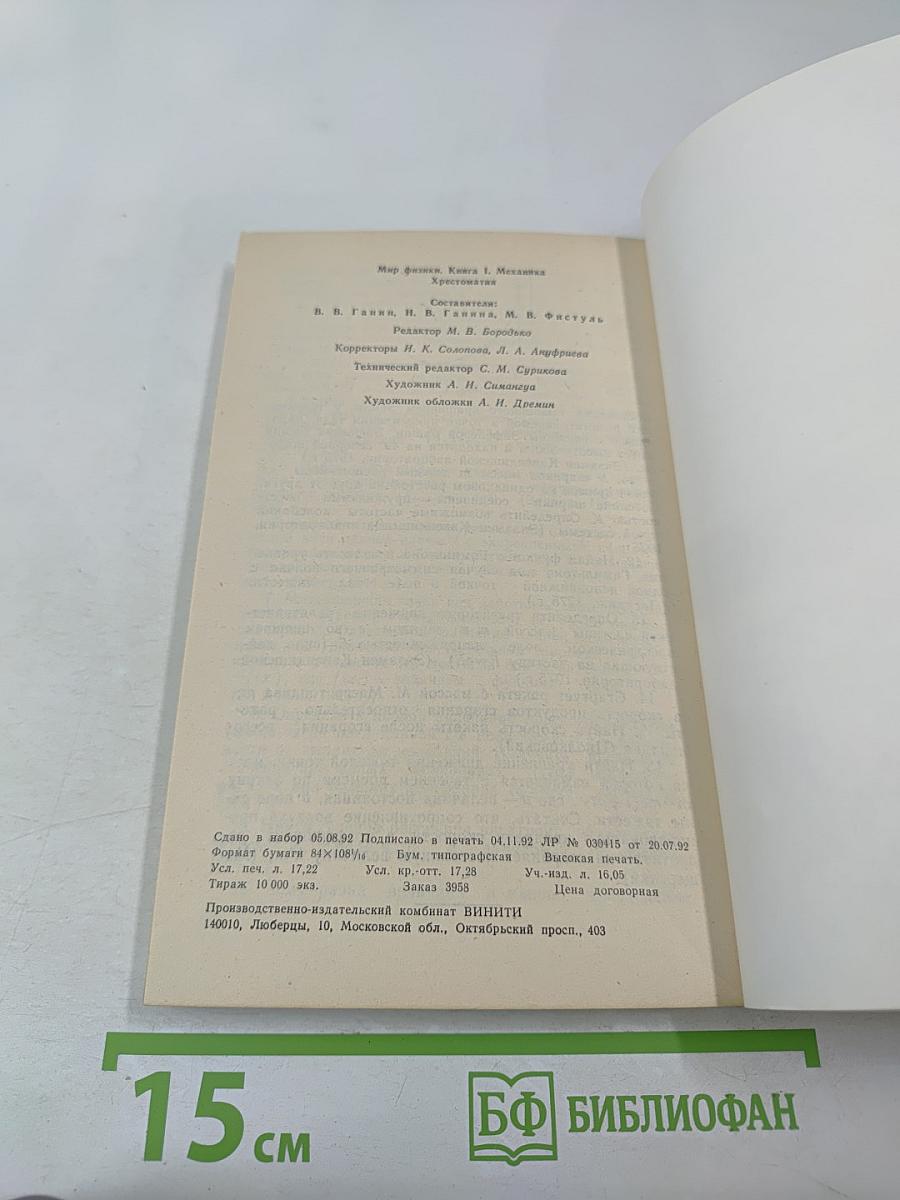 Мир физики. Книга I. Механика
Хрестоматия
Составители:
В. В. Ганин, Н. В. Ганина, М. В. Фистуль
Редактор М. В. Бородько
Корректоры И. К. Солопова, Л. А. Ануфриева
Технический редактор С. М. Сурикова
Художник А. И. Симангуа
Художник обложки А. И. Дремин
Сдано в набор 05.08.92 Подписано в печать 04.11.92 ЛР № 030415 от 20.07.92
Формат бумаги 84×108¹/₁₆ Бум. типографская Высокая печать.
Усл. печ. л. 17,22 Усл. кр.-отт. 17,28 Уч.-изд. л. 16,05
Тираж 10 000 экз. Заказ 3958 Цена договорная
Производственно-издательский комбинат ВИНИТИ
140010, Люберцы, 10, Московской обл., Октябрьский просп., 403
15 см
БФ БИБЛИОФАН